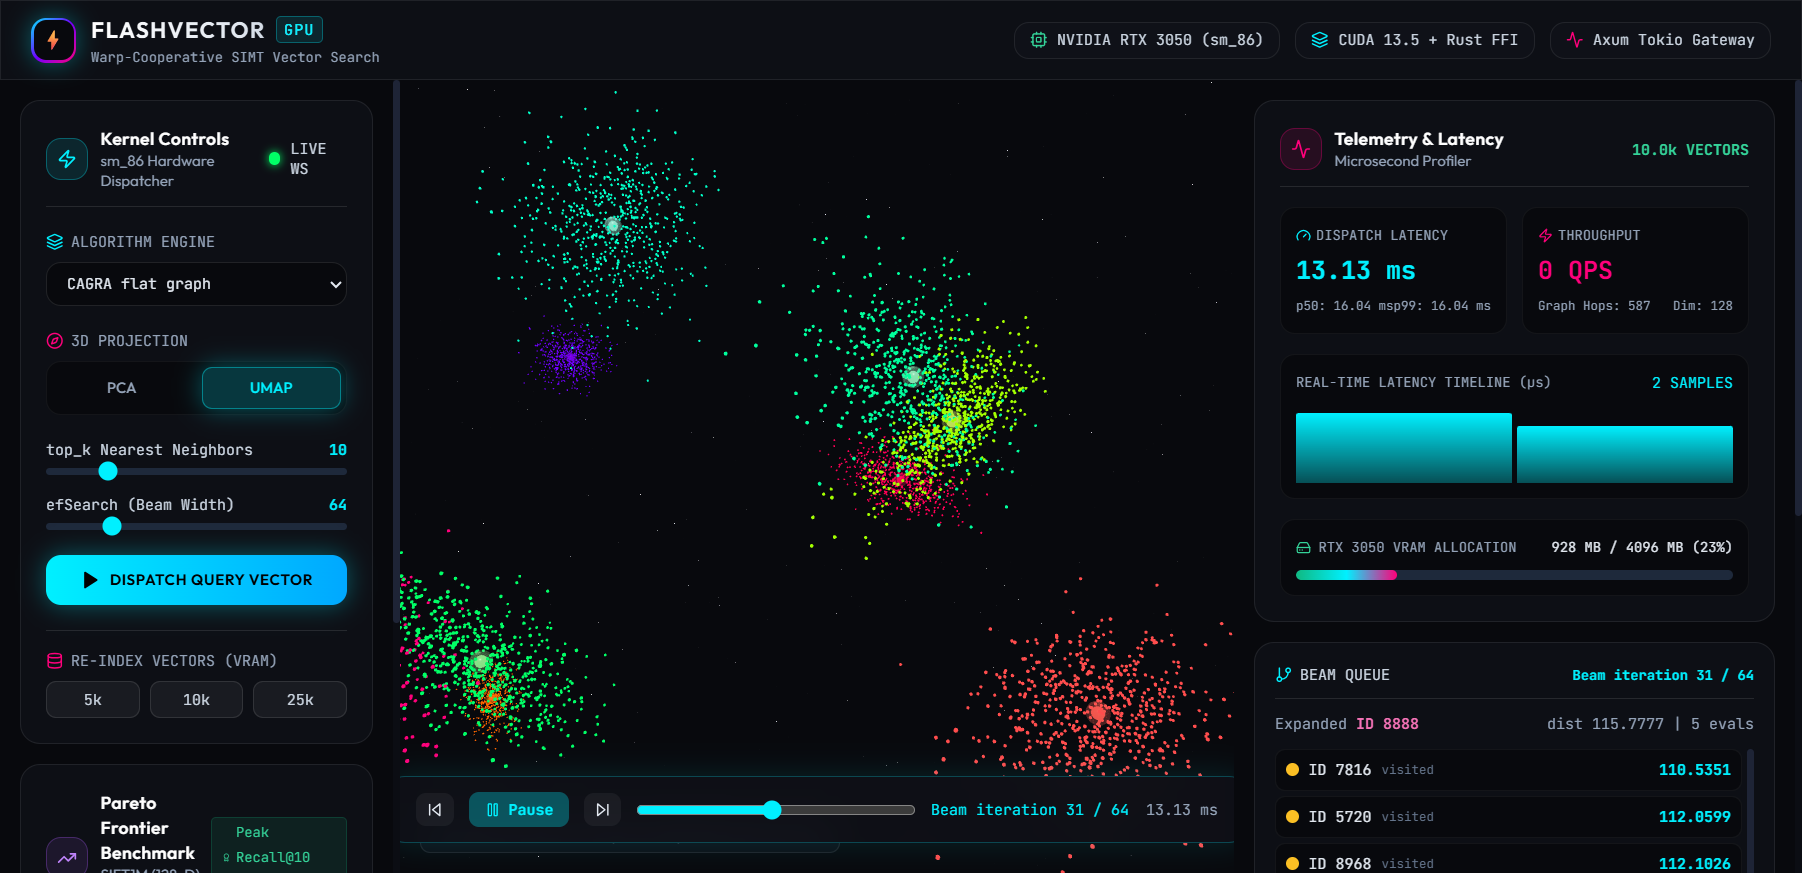 FLASHVECTOR GPU
Warp-Cooperative SIMT Vector Search
NVIDIA RTX 3050 (sm_86)
CUDA 13.5 + Rust FFI
Axum Tokio Gateway
Kernel Controls
sm_86 Hardware
Dispatcher
LIVE
WS
ALGORITHM ENGINE
CAGRA flat graph
3D PROJECTION
PCA
UMAP
top_k Nearest Neighbors 10
efSearch (Beam Width) 64
DISPATCH QUERY VECTOR
RE-INDEX VECTORS (VRAM)
5k
10k
25k
Pareto
Frontier
Benchmark
SIFT1M (128-D)
Peak
Recall@10
Pause
Beam iteration 31 / 64
13.13 ms
Telemetry & Latency
Microsecond Profiler
10.0k VECTORS
DISPATCH LATENCY
13.13 ms
p50: 16.04 msp99: 16.04 ms
THROUGHPUT
0 QPS
Graph Hops: 587 Dim: 128
REAL-TIME LATENCY TIMELINE (µs)
2 SAMPLES
RTX 3050 VRAM ALLOCATION
928 MB / 4096 MB (23%)
BEAM QUEUE
Beam iteration 31 / 64
Expanded ID 8888
dist 115.7777 | 5 evals
ID 7816 visited 110.5351
ID 5720 visited 112.0599
ID 8968 visited 112.1026